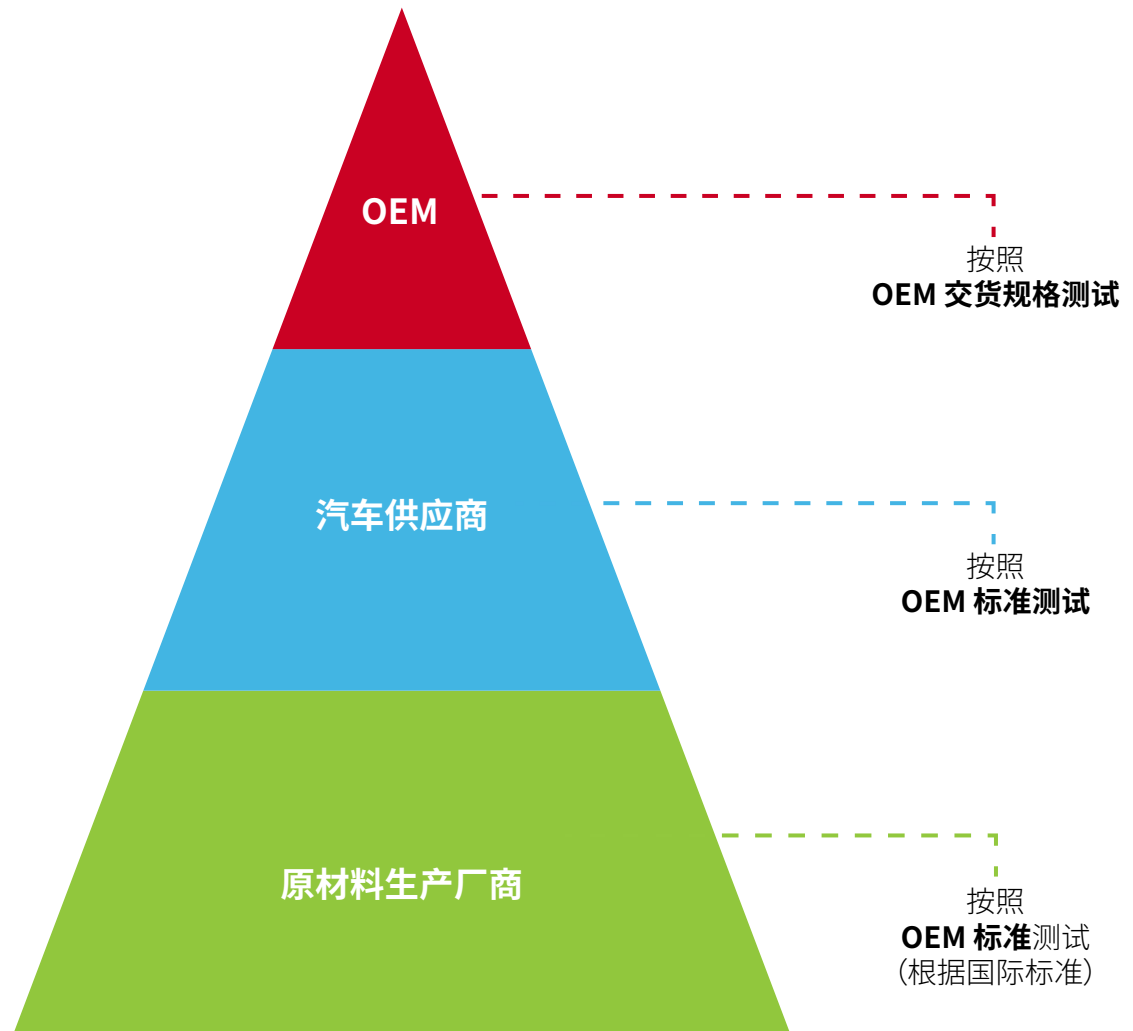 OEM
按照
OEM 交货规格测试
汽车供应商
按照
OEM 标准测试
原材料生产厂商
按照
OEM 标准测试
（根据国际标准）